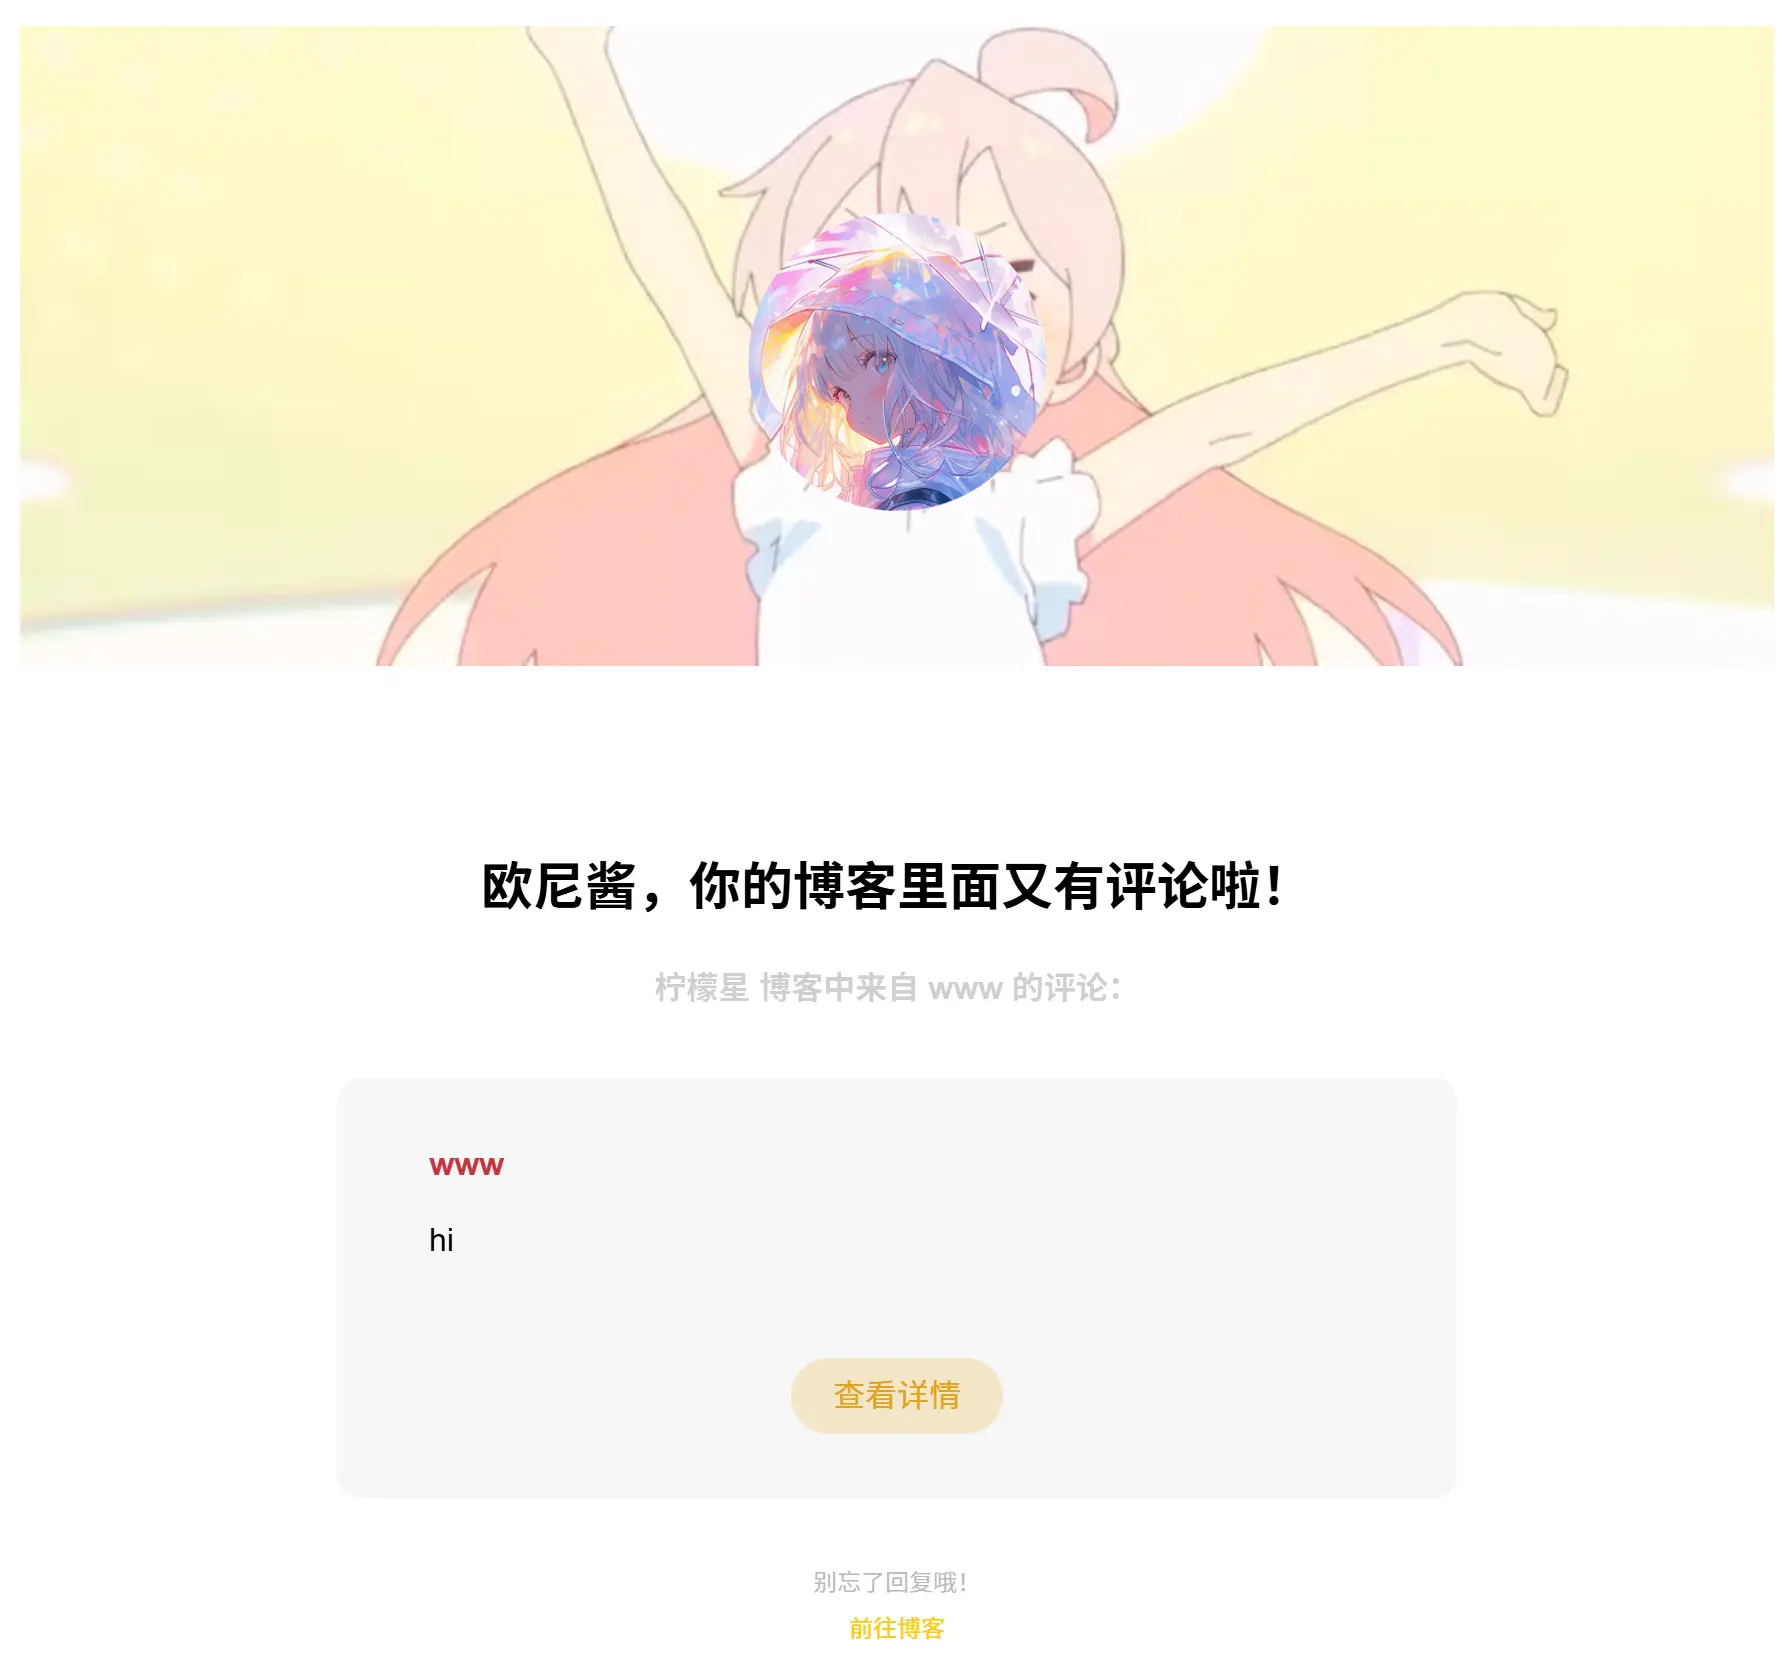 欧尼酱，你的博客里面又有评论啦！
柠檬星 博客中来自 www 的评论：
www
hi
查看详情
别忘了回复哦！
前往博客